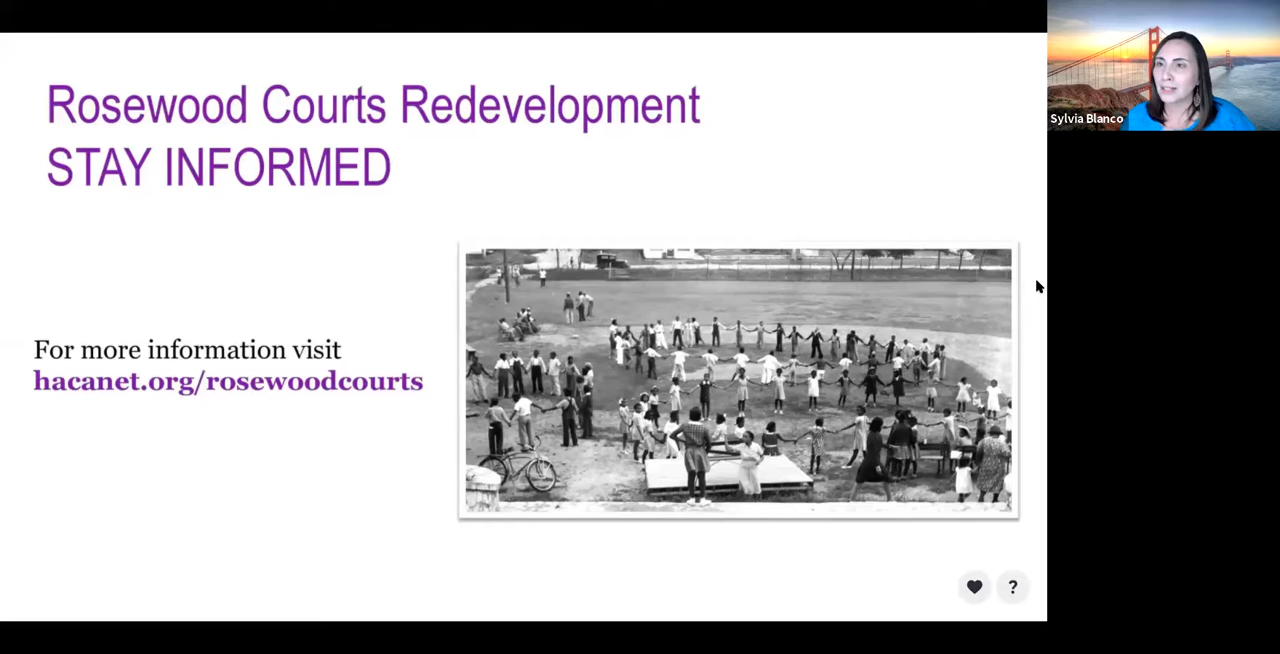 Rosewood Courts Redevelopment
STAY INFORMED
For more information visit
hacanet.org/rosewoodcourts
Sylvia Blanco
?